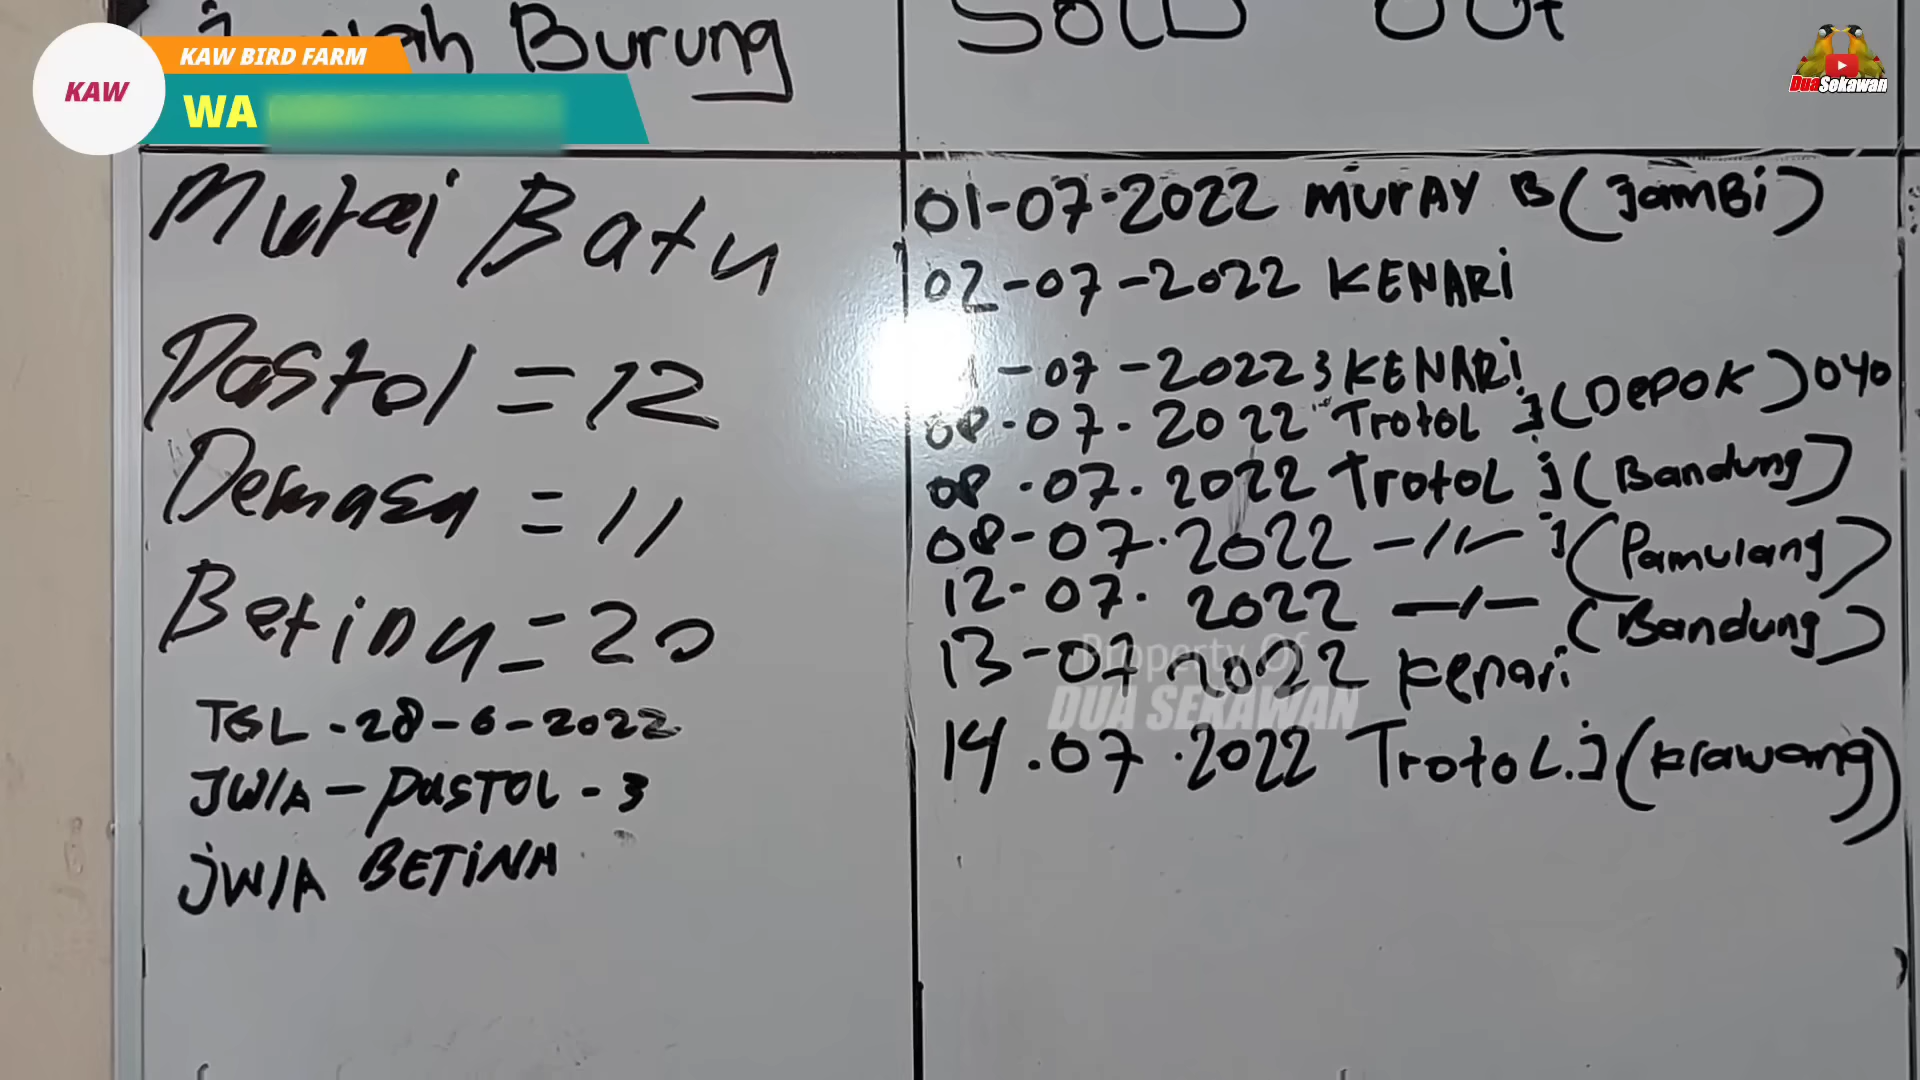 Burung
SOLD OUT
KAW BIRD FARM
KAW
WA
DuaSekawan
Murai Batu
Pastol = 12
Demasa = 11
Betina = 20
TGL - 28 - 6 - 2022
JWIA - PASTOL - 3
JWIA BETINA
01-07-2022 MURAY B (JamBi)
02-07-2022 KENARi
-07-2022 3 KENARi
08-07-2022 TrotoL j (DePOK) 040
08.07.2022 TrotoL j (Bandung)
08-07.2022 -//- j (Pamulang)
12-07.2022 -/- (Bandung)
13-07 2022 Kenari
14.07.2022 TrotoL.j (Krawang)
Property Of
DUA SEKAWAN